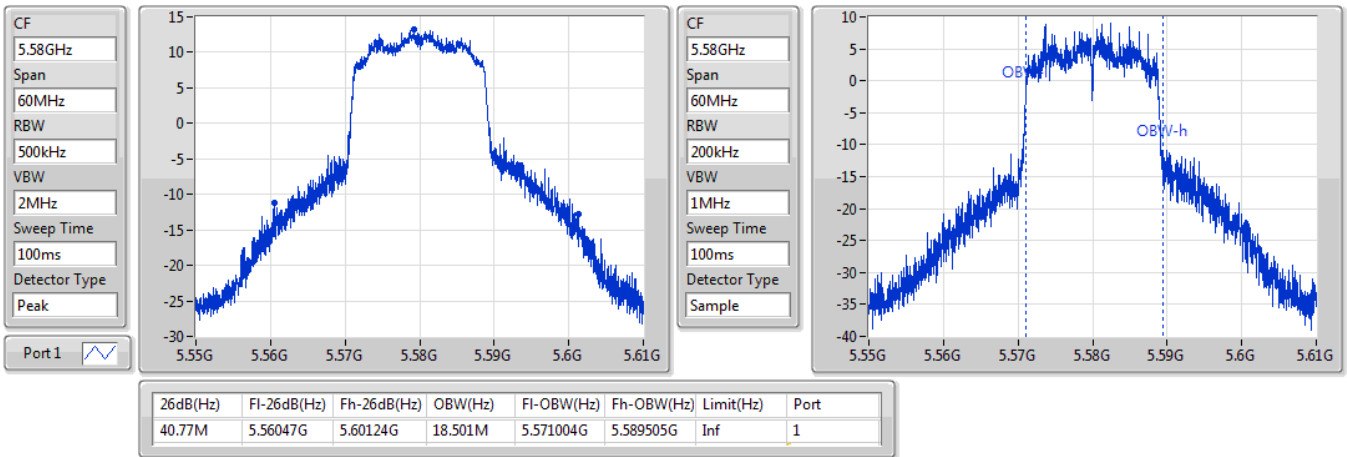 CF
5.58GHz
Span
60MHz
RBW
500kHz
VBW
2MHz
Sweep Time
100ms
Detector Type
Peak
Port 1
15
10
5
0
-5
-10
-15
-20
-25
-30
5.55G 5.56G 5.57G 5.58G 5.59G 5.6G 5.61G
CF
5.58GHz
Span
60MHz
RBW
200kHz
VBW
1MHz
Sweep Time
100ms
Detector Type
Sample
10
5
0
-5
-10
-15
-20
-25
-30
-35
-40
OBW-h
5.55G 5.56G 5.57G 5.58G 5.59G 5.6G 5.61G
26dB(Hz) Fl-26dB(Hz) Fh-26dB(Hz) OBW(Hz) Fl-OBW(Hz) Fh-OBW(Hz) Limit(Hz) Port
40.77M 5.56047G 5.60124G 18.501M 5.571004G 5.589505G Inf 1